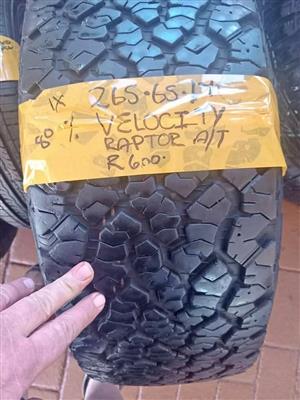 1X 265.65.17
80% VELOCITY
RAPTOR A/T
R600.